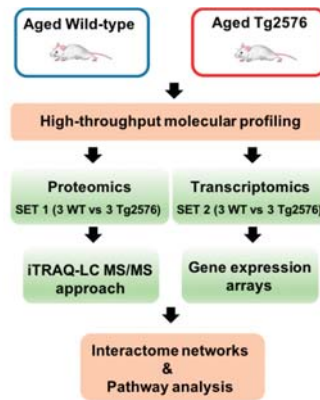 Aged Wild-type
Aged Tg2576
High-throughput molecular profiling
Proteomics
SET 1 (3 WT vs 3 Tg2576)
Transcriptomics
SET 2 (3 WT vs 3 Tg2576)
iTRAQ-LC MS/MS
approach
Gene expression
arrays
Interactome networks
&
Pathway analysis